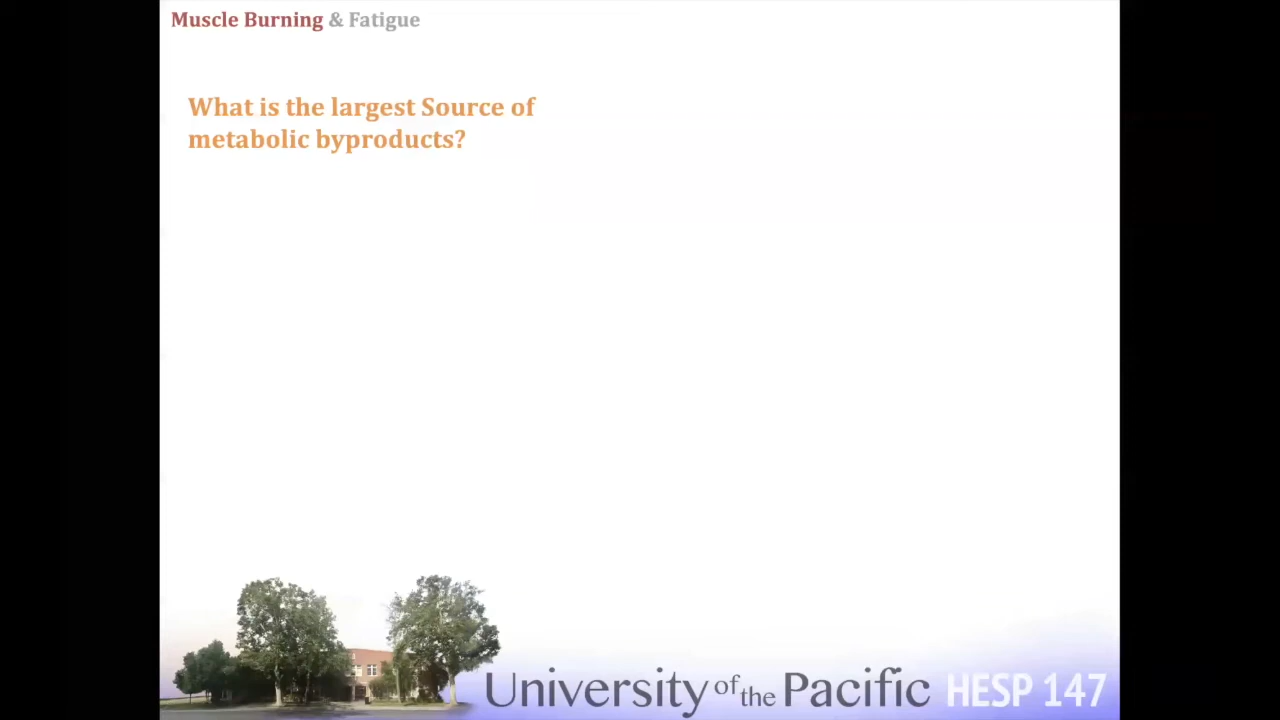 Muscle Burning & Fatigue
What is the largest Source of
metabolic byproducts?
University of the Pacific HESP 147